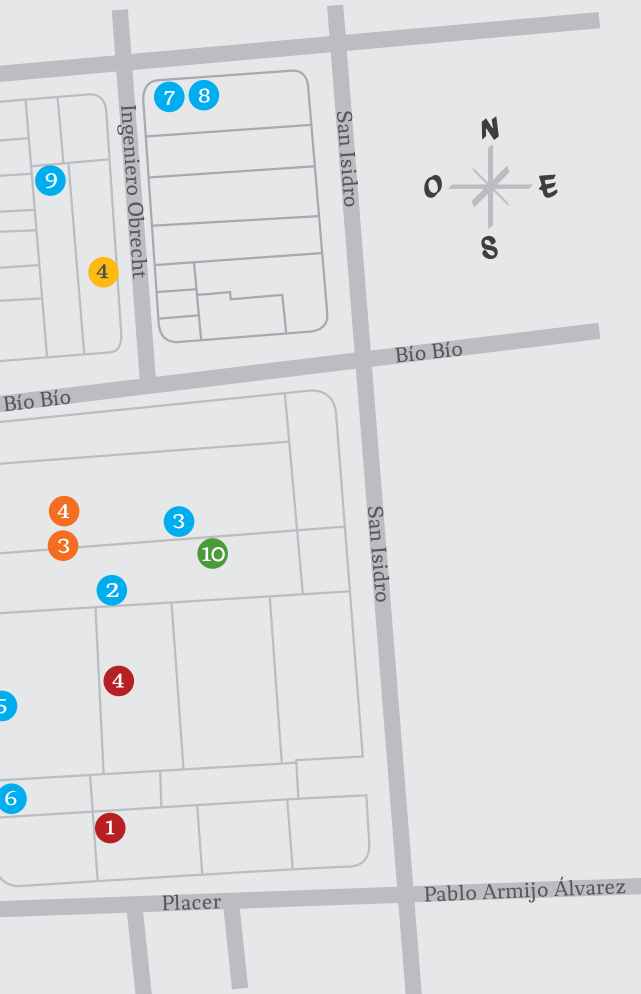 7
8
Ingeniero Obrecht
San Isidro
N
O
E
S
9
4
Bío Bío
Bío Bío
4
3
3
10
2
San Isidro
4
5
6
1
Placer
Pablo Armijo Álvarez